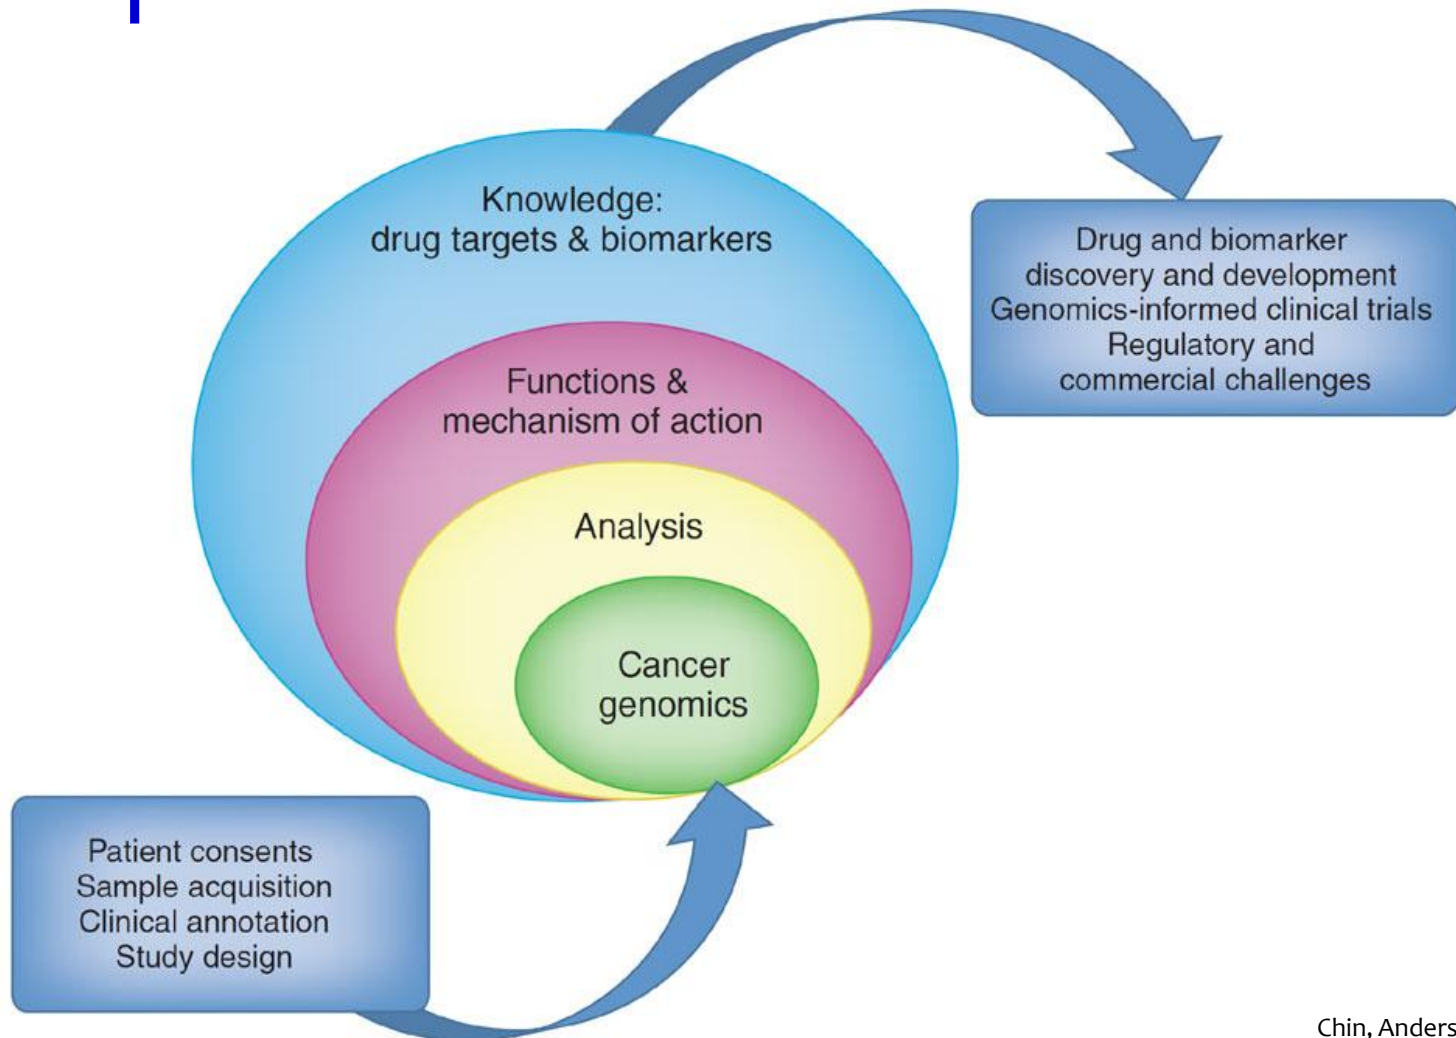 Knowledge:
drug targets & biomarkers
Functions &
mechanism of action
Analysis
Cancer
genomics
Drug and biomarker
discovery and development
Genomics-informed clinical trials
Regulatory and
commercial challenges
Patient consents
Sample acquisition
Clinical annotation
Study design
Chin, Anders